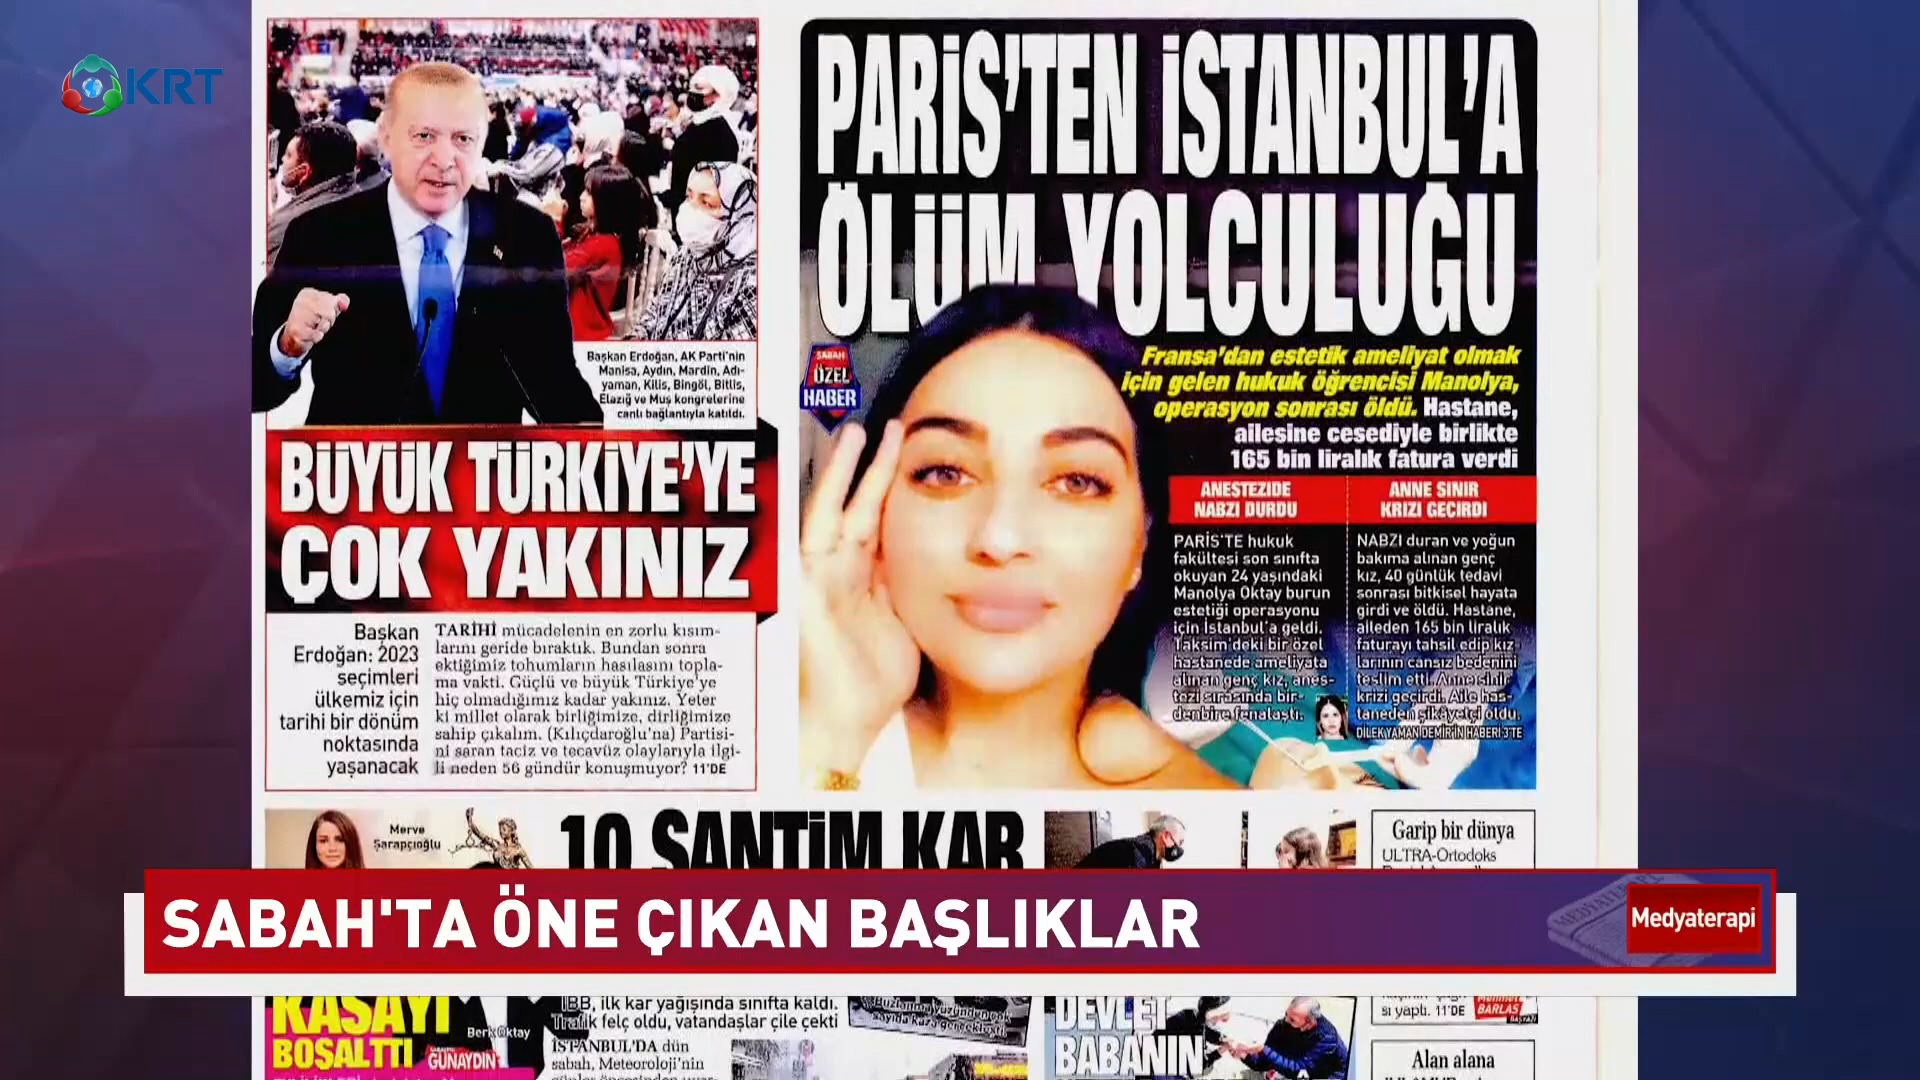 KRT
Başkan Erdoğan, AK Parti'nin
Manisa, Aydın, Mardin, Adı-
yaman, Kilis, Bingöl, Bitlis,
Elazığ ve Muş kongrelerine
canlı bağlantıyla katıldı.
BÜYÜK TÜRKİYE'YE
ÇOK YAKINIZ
Başkan
Erdoğan: 2023
seçimleri
ülkemiz için
tarihi bir dönüm
noktasında
yaşanacak
TARİHİ mücadelenin en zorlu kısım-
larını geride bıraktık. Bundan sonra
ektiğimiz tohumların hasılasını topla-
ma vakti. Güçlü ve büyük Türkiye'ye
hiç olmadığımız kadar yakınız. Yeter
ki millet olarak birliğimize, dirliğimize
sahip çıkalım. (Kılıçdaroğlu'na) Partisi-
ni saran taciz ve tecavüz olaylarıyla ilgi-
li neden 56 gündür konuşmuyor? 11'DE
PARİS'TEN İSTANBUL'A
ÖLÜM YOLCULUĞU
SABAH
ÖZEL
HABER
Fransa'dan estetik ameliyat olmak
için gelen hukuk öğrencisi Manolya,
operasyon sonrası öldü. Hastane,
ailesine cesediyle birlikte
165 bin liralık fatura verdi
ANESTEZİDE
NABZI DURDU
PARİS'TE hukuk
fakültesi son sınıfta
okuyan 24 yaşındaki
Manolya Oktay burun
estetiği operasyonu
için İstanbul'a geldi.
Taksim'deki bir özel
hastanede ameliyata
alınan genç kız, anes-
tezi sırasında bir-
denbire fenalaştı.
ANNE SİNİR
KRİZİ GEÇİRDİ
NABZI duran ve yoğun
bakıma alınan genç
kız, 40 günlük tedavi
sonrası bitkisel hayata
girdi ve öldü. Hastane,
aileden 165 bin liralık
faturayı tahsil edip kız-
larının cansız bedenini
teslim etti. Anne sinir
krizi geçirdi. Aile has-
taneden şikâyetçi oldu.
DİLEK YAMAN DEMİR'İN HABERİ 3'TE
Merve
Şarapçıoğlu
10 SANTİM KAR
Garip bir dünya
ULTRA-Ortodoks
SABAH'TA ÖNE ÇIKAN BAŞLIKLAR
MEDYATERAPİ
Medyaterapi
KASAYI
BOŞALTTI
Berk Oktay
GÜNAYDIN
İBB, ilk kar yağışında sınıfta kaldı.
Trafik felç oldu, vatandaşlar çile çekti
İSTANBUL'DA dün
sabah, Meteoroloji'nin
DEVLET
BABANIN
sı yaptı. 11'DE
Mehmet
BARLAS
Alan alana